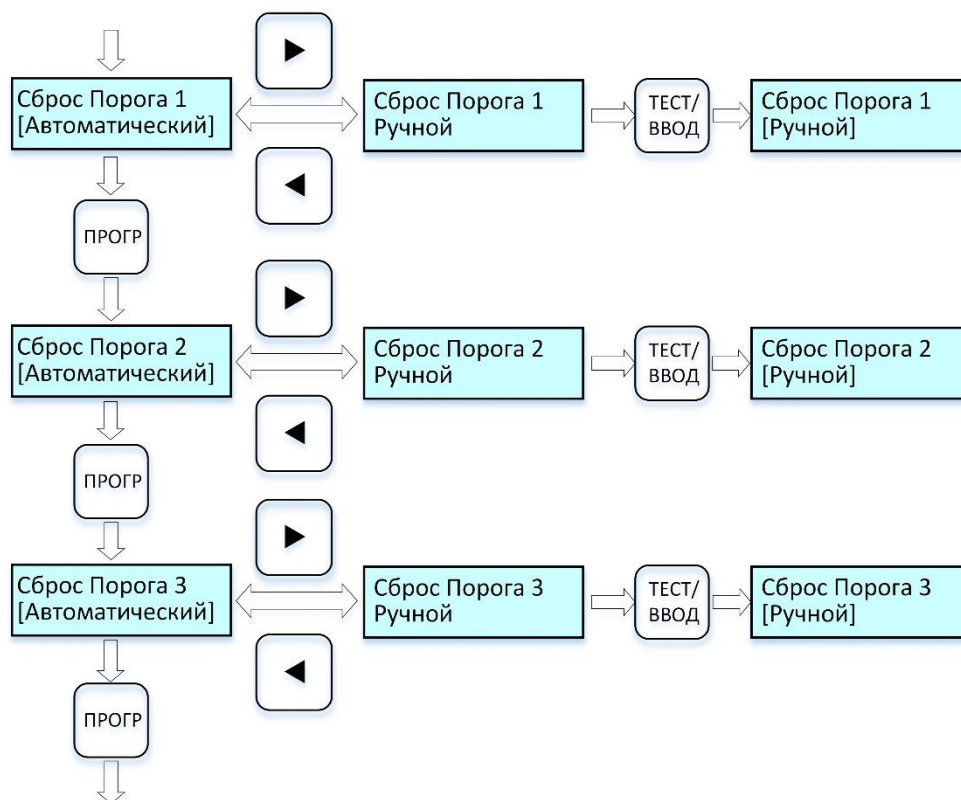 Сброс Порога 1
[Автоматический]
Сброс Порога 1
Ручной
ТЕСТ/
ВВОД
Сброс Порога 1
[Ручной]
ПРОГР
Сброс Порога 2
[Автоматический]
Сброс Порога 2
Ручной
ТЕСТ/
ВВОД
Сброс Порога 2
[Ручной]
ПРОГР
Сброс Порога 3
[Автоматический]
Сброс Порога 3
Ручной
ТЕСТ/
ВВОД
Сброс Порога 3
[Ручной]
ПРОГР